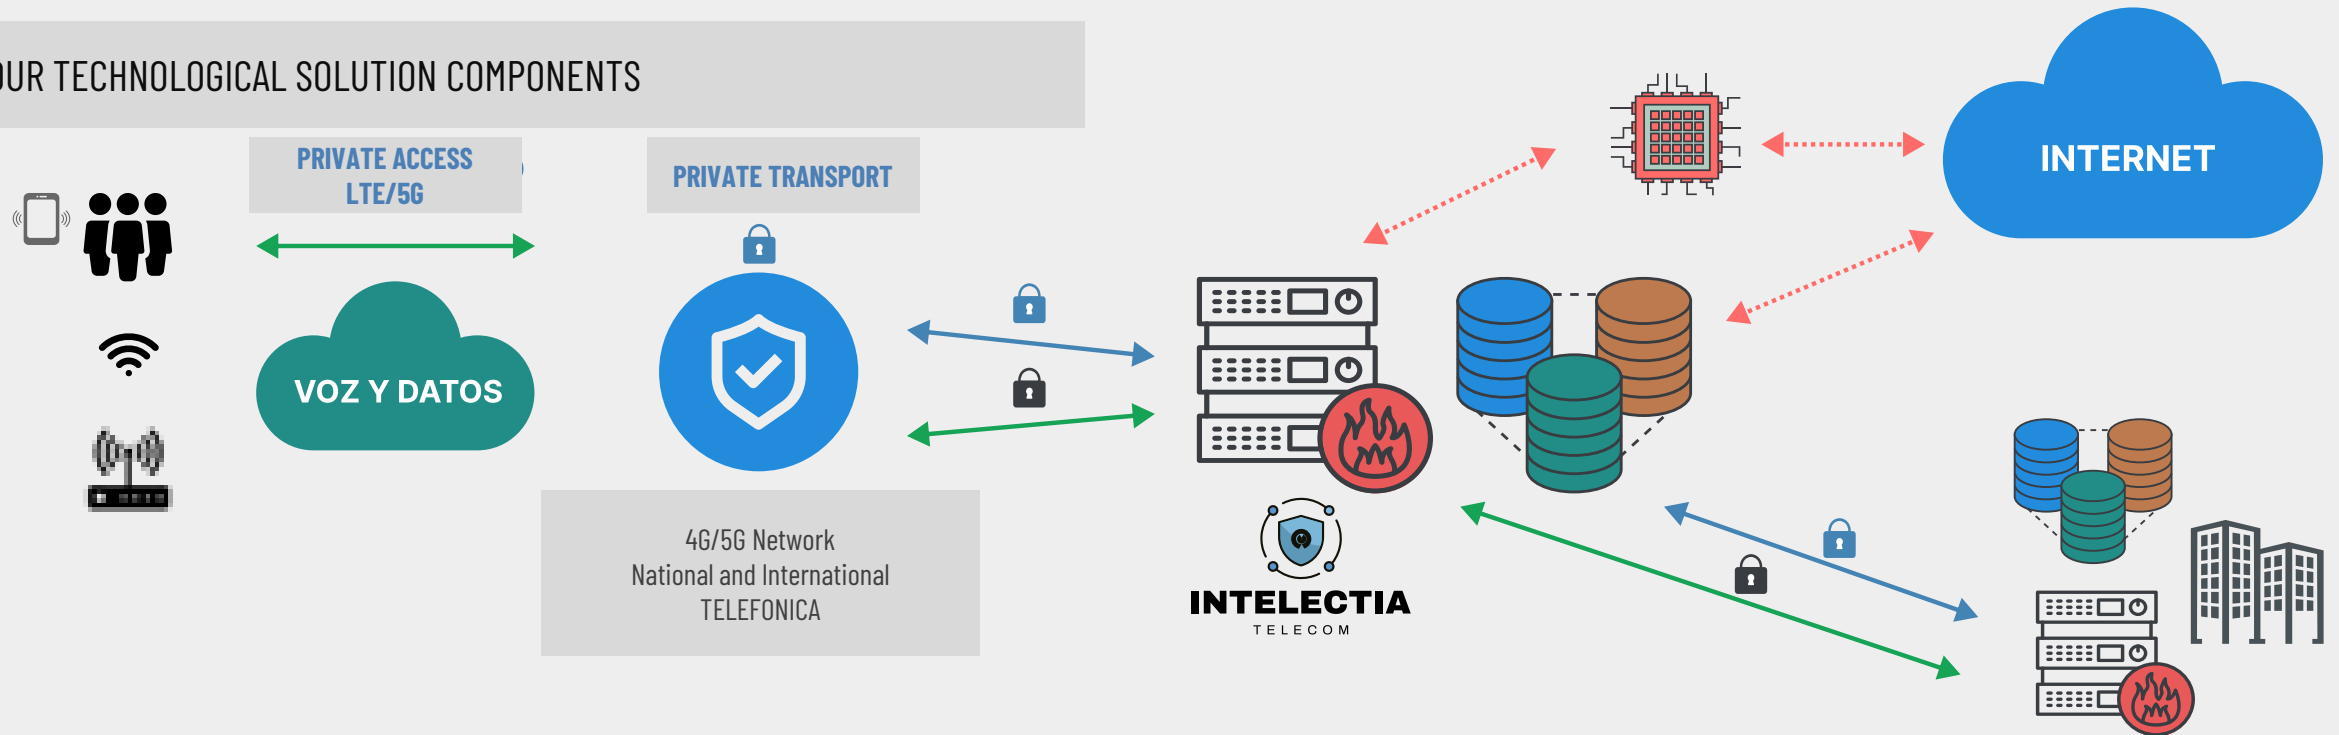 OUR TECHNOLOGICAL SOLUTION COMPONENTS
PRIVATE ACCESS
LTE/5G
PRIVATE TRANSPORT
INTERNET
VOZ Y DATOS
4G/5G Network
National and International
TELEFONICA
INTELECTIA
TELECOM